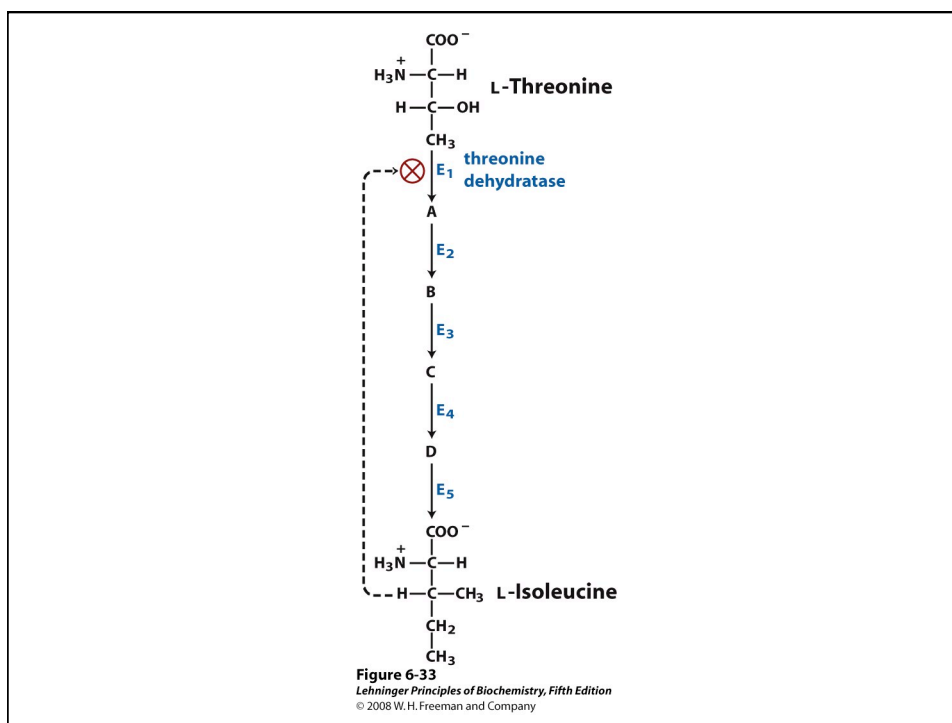 COO⁻
H₃N⁺—C—H
L-Threonine
H—C—OH
CH₃
E₁ threonine
dehydratase
A
E₂
B
E₃
C
E₄
D
E₅
COO⁻
H₃N⁺—C—H
H—C—CH₃ L-Isoleucine
CH₂
CH₃
Figure 6-33
Lehninger Principles of Biochemistry, Fifth Edition
© 2008 W. H. Freeman and Company